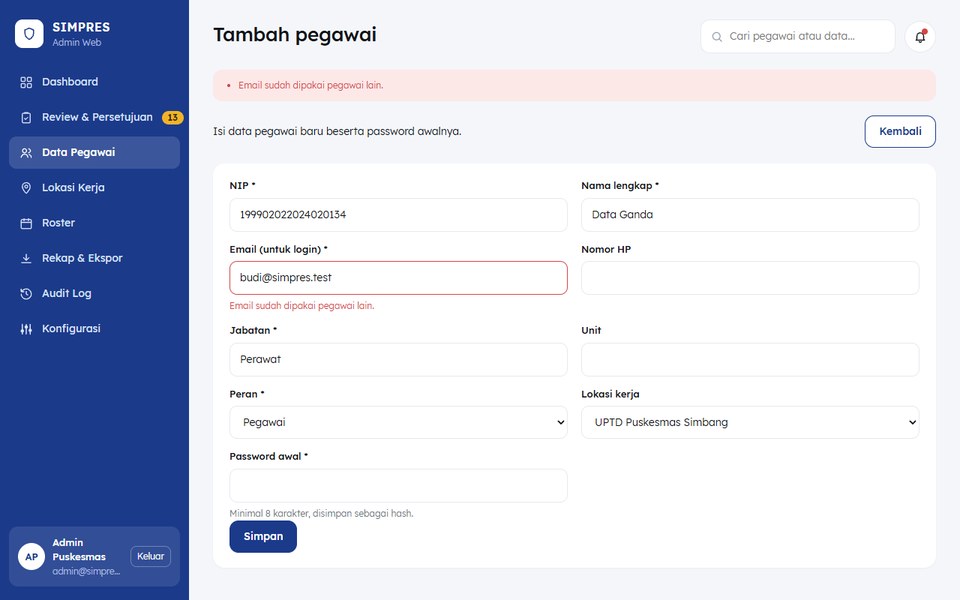 SIMPRES
Admin Web
Dashboard
Review & Persetujuan 13
Data Pegawai
Lokasi Kerja
Roster
Rekap & Ekspor
Audit Log
Konfigurasi
AP
Admin Puskesmas
admin@simpre...
Keluar
Tambah pegawai
Cari pegawai atau data...
• Email sudah dipakai pegawai lain.
Isi data pegawai baru beserta password awalnya.
Kembali
NIP *
199902022024020134
Nama lengkap *
Data Ganda
Email (untuk login) *
budi@simpres.test
Email sudah dipakai pegawai lain.
Nomor HP
Jabatan *
Perawat
Unit
Peran *
Pegawai
Lokasi kerja
UPTD Puskesmas Simbang
Password awal *
Minimal 8 karakter, disimpan sebagai hash.
Simpan